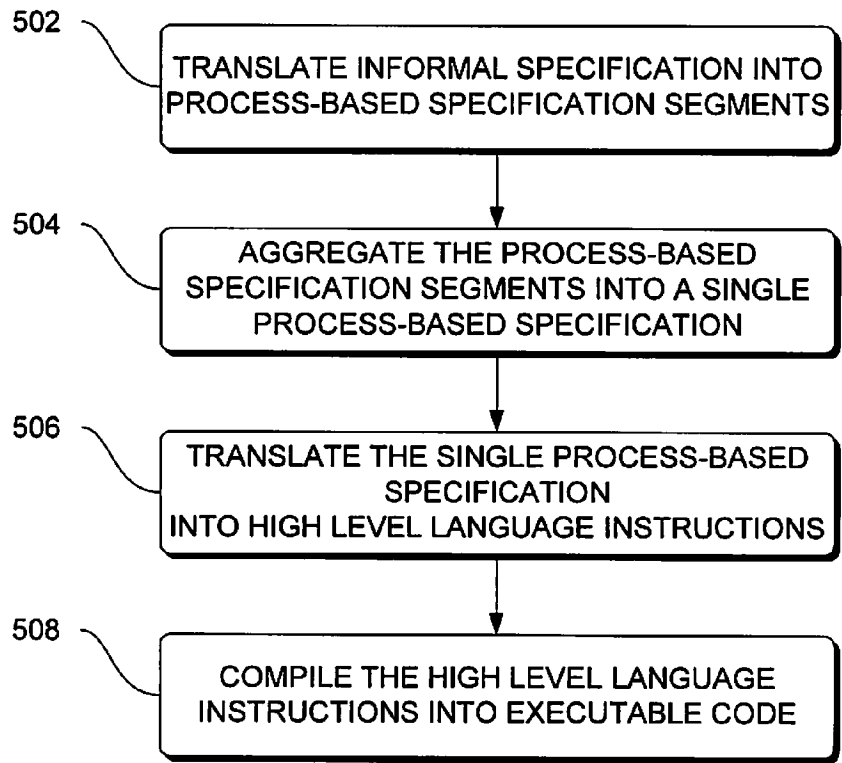 502
TRANSLATE INFORMAL SPECIFICATION INTO
PROCESS-BASED SPECIFICATION SEGMENTS
504
AGGREGATE THE PROCESS-BASED
SPECIFICATION SEGMENTS INTO A SINGLE
PROCESS-BASED SPECIFICATION
506
TRANSLATE THE SINGLE PROCESS-BASED
SPECIFICATION
INTO HIGH LEVEL LANGUAGE INSTRUCTIONS
508
COMPILE THE HIGH LEVEL LANGUAGE
INSTRUCTIONS INTO EXECUTABLE CODE